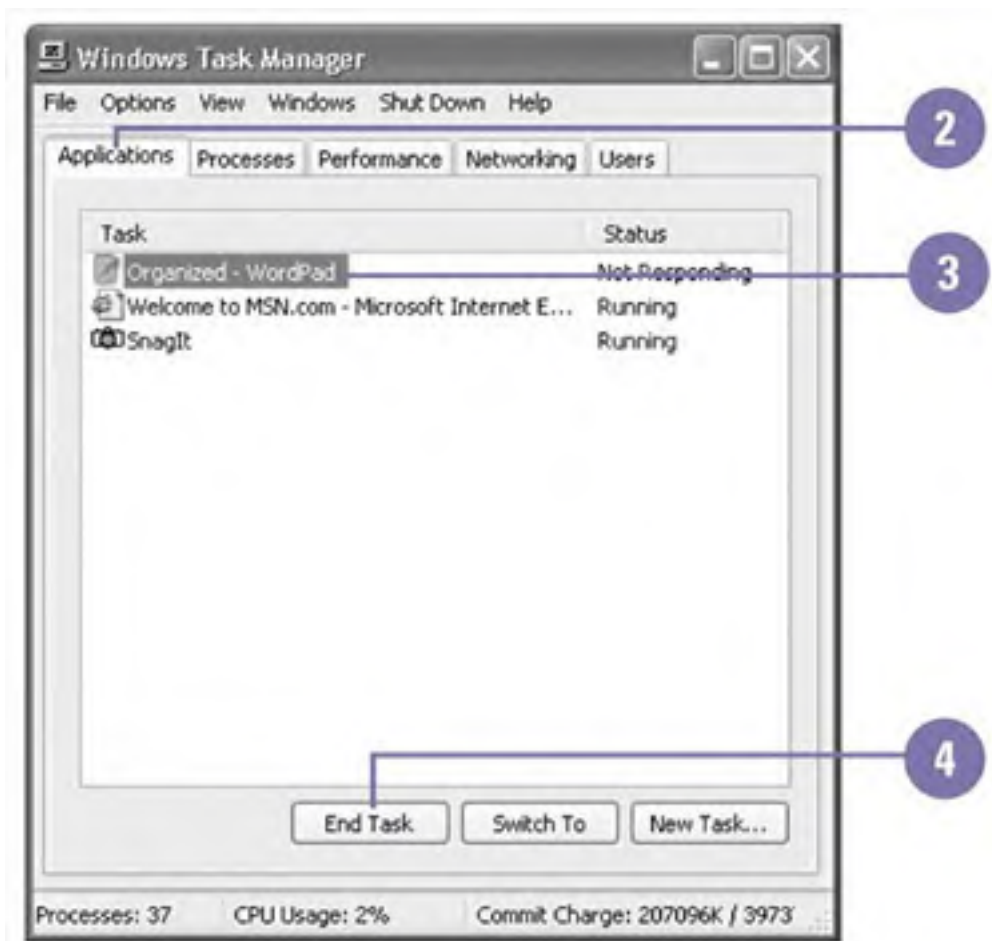 Windows Task Manager
File Options View Windows Shut Down Help
2
Applications Processes Performance Networking Users
Task Status
Organized - WordPad Not Responding
3
Welcome to MSN.com - Microsoft Internet E... Running
SnagIt Running
4
End Task Switch To New Task...
Processes: 37 CPU Usage: 2% Commit Charge: 207096K / 3973